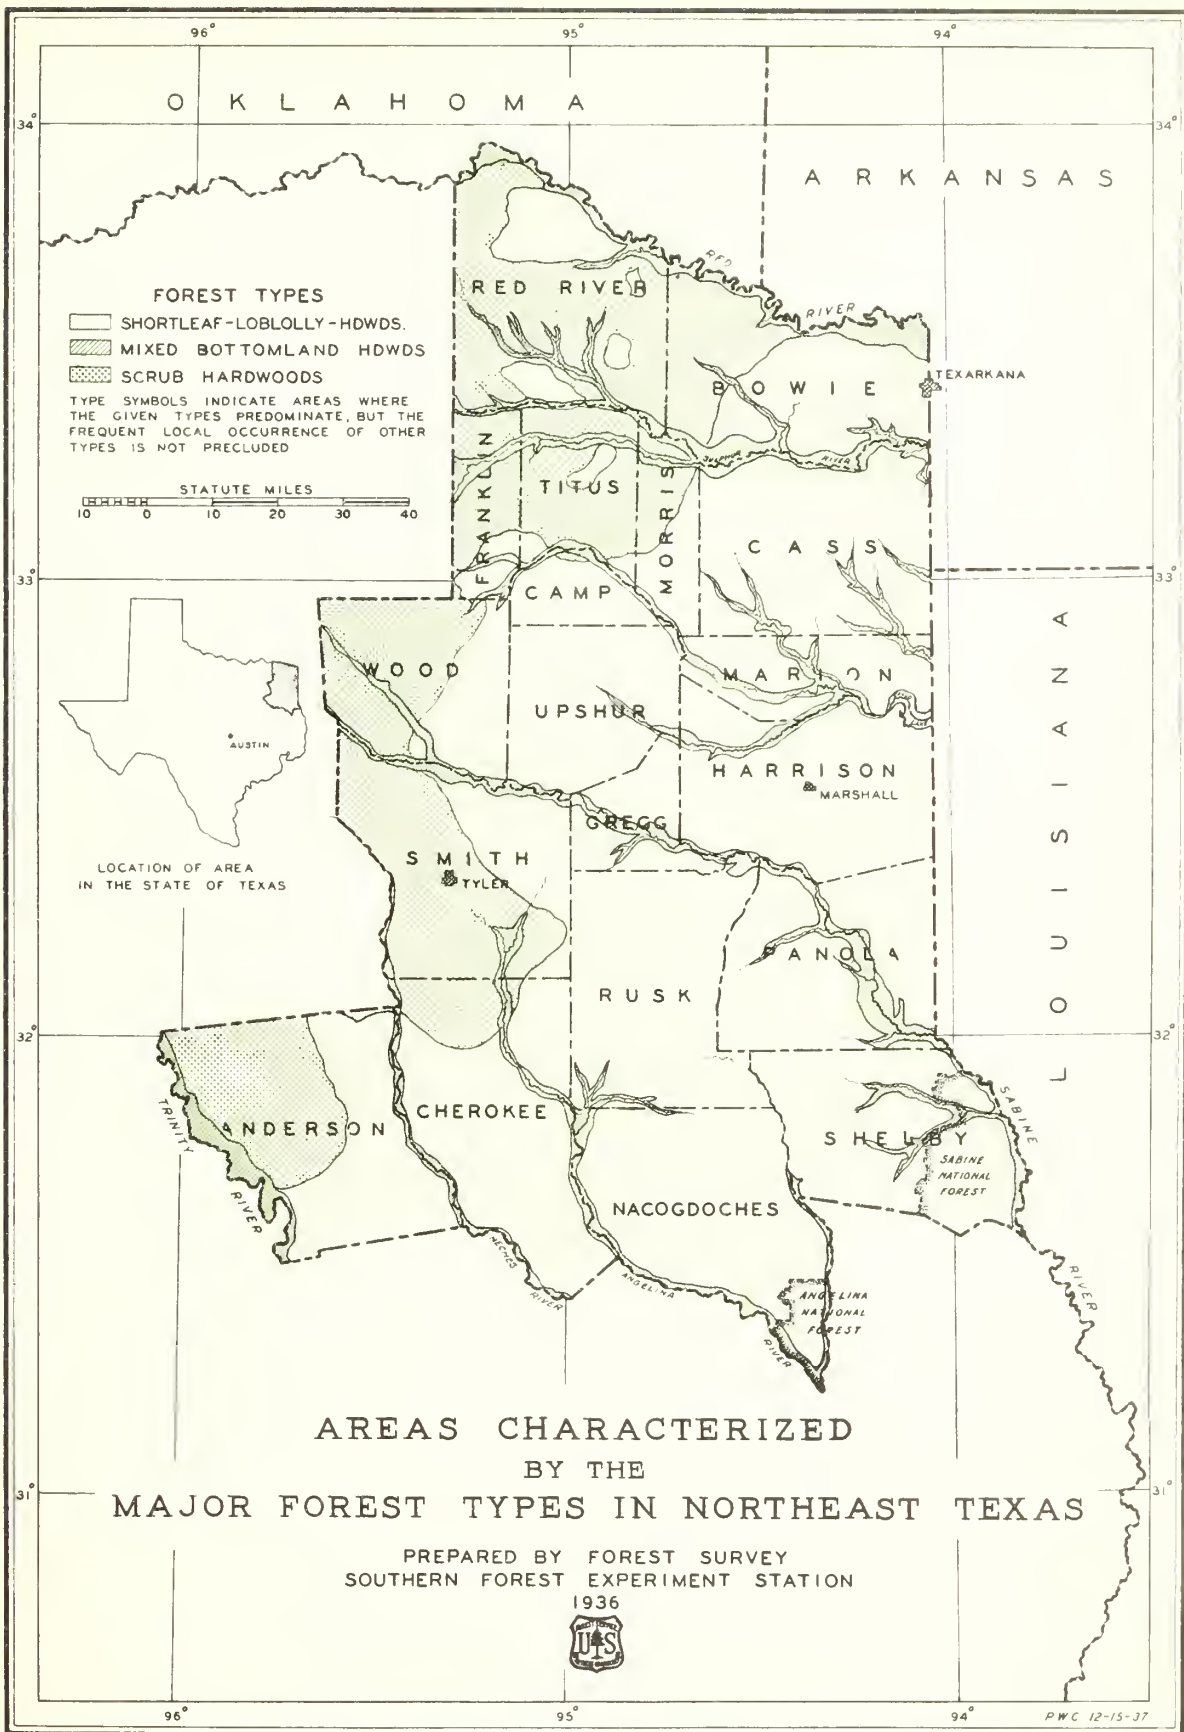 96° 95° 94°
OKLAHOMA
34° 34°
ARKANSAS
RED
RIVER
FOREST TYPES
SHORTLEAF-LOBLOLLY-HDWDS.
MIXED BOTTOMLAND HDWDS
SCRUB HARDWOODS
TYPE SYMBOLS INDICATE AREAS WHERE
THE GIVEN TYPES PREDOMINATE, BUT THE
FREQUENT LOCAL OCCURRENCE OF OTHER
TYPES IS NOT PRECLUDED
STATUTE MILES
10 0 10 20 30 40
RED RIVER
BOWIE
TEXARKANA
SULPHUR RIVER
FRANKLIN
TITUS
MORRIS
CASS
33° 33°
CAMP
WOOD
MARION
UPSHUR
LAKE
HARRISON
MARSHALL
GREGG
SMITH
TYLER
LOUISIANA
AUSTIN
LOCATION OF AREA
IN THE STATE OF TEXAS
PANOLA
RUSK
32° 32°
TRINITY
RIVER
ANDERSON
CHEROKEE
SABINE
SHELBY
SABINE
NATIONAL
FOREST
NACOGDOCHES
NECHES
RIVER
ANGELINA
RIVER
ANGELINA
NATIONAL
FOREST
RIVER
AREAS CHARACTERIZED
BY THE
MAJOR FOREST TYPES IN NORTHEAST TEXAS
31° 31°
PREPARED BY FOREST SURVEY
SOUTHERN FOREST EXPERIMENT STATION
1936
FOREST SERVICE
US
96° 95° 94°
PWC 12-15-37